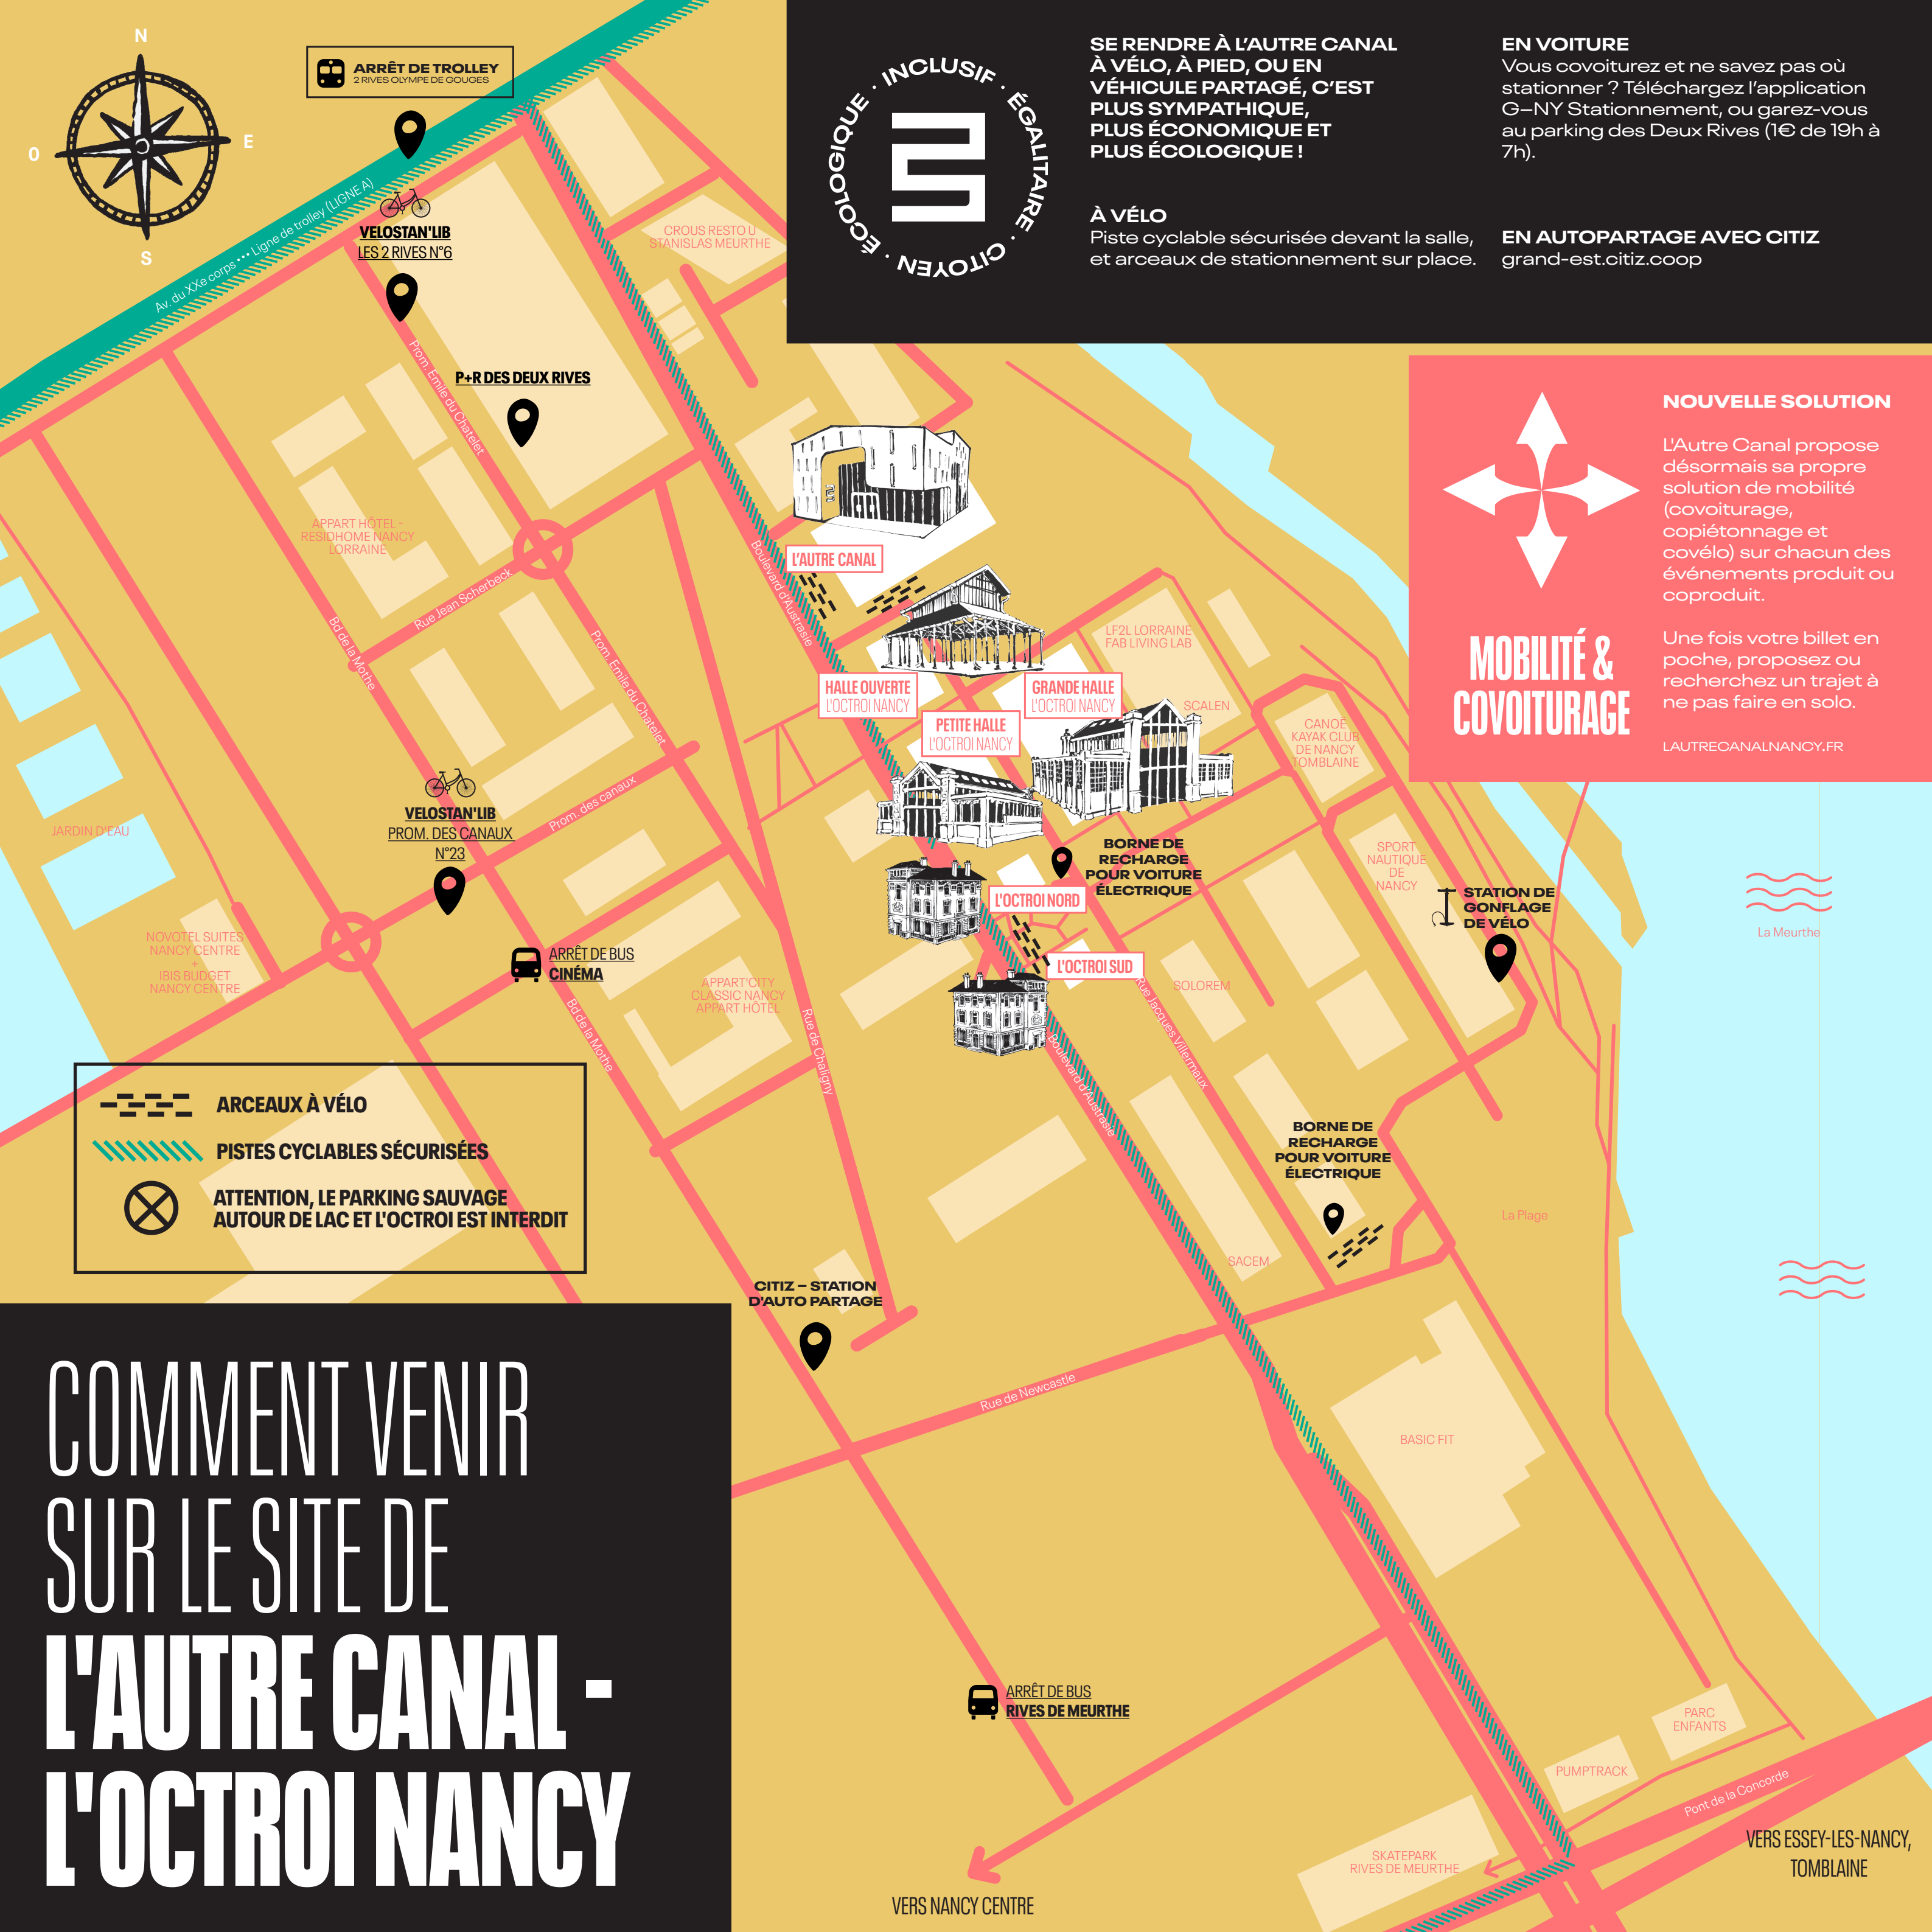 N
E
S
O
ARRÊT DE TROLLEY
2 RIVES OLYMPE DE GOUGES
Av. du XXe corps ••• Ligne de trolley (LIGNE A)
VELOSTAN'LIB
LES 2 RIVES N°6
P+R DES DEUX RIVES
Prom. Emile du Chatelet
CROUS RESTO U
STANISLAS MEURTHE
· INCLUSIF · ÉGALITAIRE · CITOYEN · ÉCOLOGIQUE
SE RENDRE À L'AUTRE CANAL
À VÉLO, À PIED, OU EN
VÉHICULE PARTAGÉ, C'EST
PLUS SYMPATHIQUE,
PLUS ÉCONOMIQUE ET
PLUS ÉCOLOGIQUE !
À VÉLO
Piste cyclable sécurisée devant la salle,
et arceaux de stationnement sur place.
EN VOITURE
Vous covoiturez et ne savez pas où
stationner ? Téléchargez l'application
G–NY Stationnement, ou garez-vous
au parking des Deux Rives (1€ de 19h à
7h).
EN AUTOPARTAGE AVEC CITIZ
grand-est.citiz.coop
MOBILITÉ &
COVOITURAGE
NOUVELLE SOLUTION
L'Autre Canal propose
désormais sa propre
solution de mobilité
(covoiturage,
copiétonnage et
covélo) sur chacun des
événements produit ou
coproduit.
Une fois votre billet en
poche, proposez ou
recherchez un trajet à
ne pas faire en solo.
LAUTRECANALNANCY.FR
APPART HÔTEL -
RESIDHOME NANCY
LORRAINE
Rue Jean Scherbeck
Bd de la Mothe
Prom. Emile du Chatelet
Boulevard d'Austrasie
L'AUTRE CANAL
HALLE OUVERTE
L'OCTROI NANCY
GRANDE HALLE
L'OCTROI NANCY
PETITE HALLE
L'OCTROI NANCY
LF2L LORRAINE
FAB LIVING LAB
SCALEN
CANOË
KAYAK CLUB
DE NANCY
TOMBLAINE
JARDIN D'EAU
VELOSTAN'LIB
PROM. DES CANAUX
N°23
Prom. des canaux
BORNE DE
RECHARGE
POUR VOITURE
ÉLECTRIQUE
SPORT
NAUTIQUE
DE
NANCY
STATION DE
GONFLAGE
DE VÉLO
La Meurthe
L'OCTROI NORD
L'OCTROI SUD
NOVOTEL SUITES
NANCY CENTRE
+
IBIS BUDGET
NANCY CENTRE
ARRÊT DE BUS
CINÉMA
APPART'CITY
CLASSIC NANCY
APPART HÔTEL
SOLOREM
Bd de la Mothe
Rue de Chaligny
Boulevard d'Austrasie
Rue Jacques Villermaux
ARCEAUX À VÉLO
PISTES CYCLABLES SÉCURISÉES
ATTENTION, LE PARKING SAUVAGE
AUTOUR DE LAC ET L'OCTROI EST INTERDIT
BORNE DE
RECHARGE
POUR VOITURE
ÉLECTRIQUE
La Plage
SACEM
CITIZ – STATION
D'AUTO PARTAGE
Rue de Newcastle
BASIC FIT
COMMENT VENIR
SUR LE SITE DE
L'AUTRE CANAL -
L'OCTROI NANCY
ARRÊT DE BUS
RIVES DE MEURTHE
PARC
ENFANTS
PUMPTRACK
Pont de la Concorde
SKATEPARK
RIVES DE MEURTHE
VERS ESSEY-LES-NANCY,
TOMBLAINE
VERS NANCY CENTRE